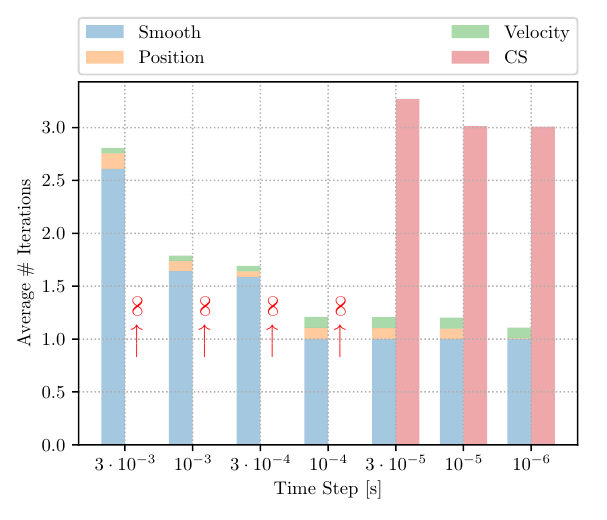 Smooth
Position
Velocity
CS
Average # Iterations
3.0
2.5
2.0
1.5
1.0
0.5
0.0
→ ∞
→ ∞
→ ∞
→ ∞
3 · 10⁻³
10⁻³
3 · 10⁻⁴
10⁻⁴
3 · 10⁻⁵
10⁻⁵
10⁻⁶
Time Step [s]